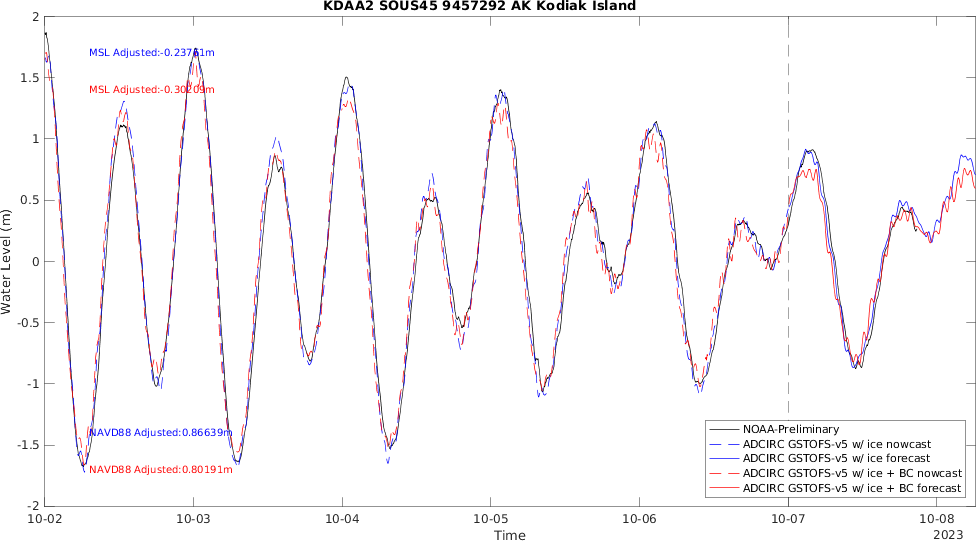 KDAA2 SOUS45 9457292 AK Kodiak Island
2
1.5
1
0.5
0
-0.5
-1
-1.5
-2
Water Level (m)
MSL Adjusted:-0.23761m
MSL Adjusted:-0.30209m
NAVD88 Adjusted:0.86639m
NAVD88 Adjusted:0.80191m
NOAA-Preliminary
ADCIRC GSTOFS-v5 w/ ice nowcast
ADCIRC GSTOFS-v5 w/ ice forecast
ADCIRC GSTOFS-v5 w/ ice + BC nowcast
ADCIRC GSTOFS-v5 w/ ice + BC forecast
10-02 10-03 10-04 10-05 10-06 10-07 10-08
Time
2023